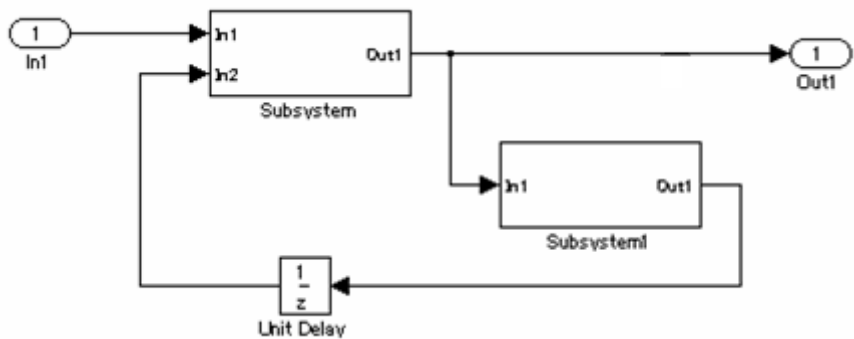 1
In1
In1
In2
Out1
Subsystem
1
Out1
In1
Out1
Subsystem1
1
z
Unit Delay